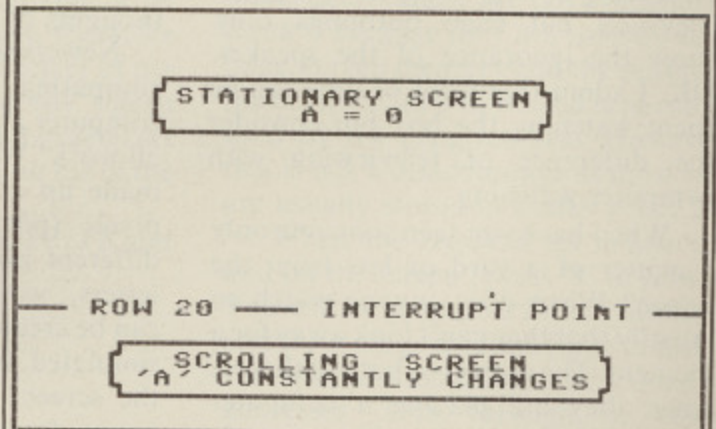 STATIONARY SCREEN
A = 0
ROW 20 INTERRUPT POINT
SCROLLING SCREEN
'A' CONSTANTLY CHANGES